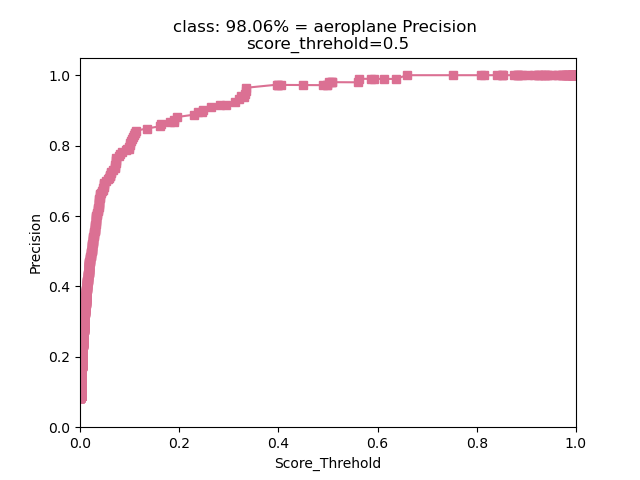 class: 98.06% = aeroplane Precision
score_threhold=0.5
1.0
0.8
0.6
0.4
0.2
0.0
Precision
0.0 0.2 0.4 0.6 0.8 1.0
Score_Threhold